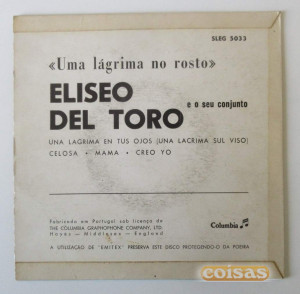 SLEG 5033
«Uma lágrima no rosto»
ELISEO e o seu conjunto
DEL TORO
UNA LAGRIMA EN TUS OJOS (UNA LACRIMA SUL VISO)
CELOSA • MAMA • CREO YO
Fabricado em Portugal sob licença de
THE COLUMBIA GRAPHOPHONE COMPANY, LTD.
Hayes - Middlesex - England
Columbia
A UTILIZAÇÃO DE "EMITEX" PRESERVA ESTE DISCO PROTEGENDO-O DA POEIRA
coisas